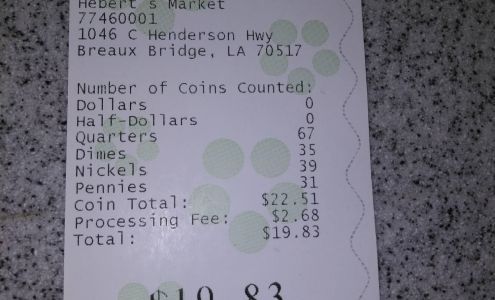 Hebert's Market
77460001
1046 C Henderson Hwy
Breaux Bridge, LA 70517
Number of Coins Counted:
Dollars 0
Half-Dollars 0
Quarters 67
Dimes 35
Nickels 39
Pennies 31
Coin Total: $22.51
Processing Fee: $2.68
Total: $19.83
$19.83